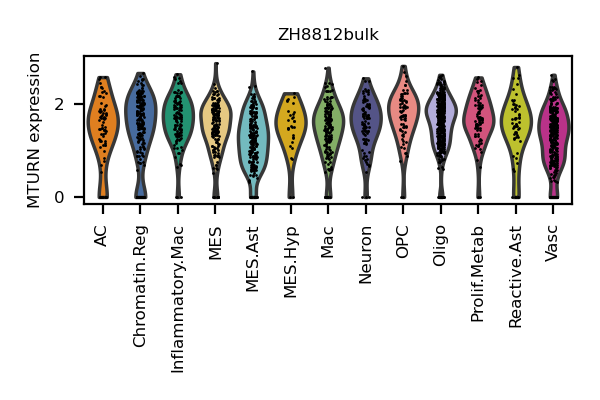 ZH8812bulk
MTURN expression
2
0
AC
Chromatin.Reg
Inflammatory.Mac
MES
MES.Ast
MES.Hyp
Mac
Neuron
OPC
Oligo
Prolif.Metab
Reactive.Ast
Vasc